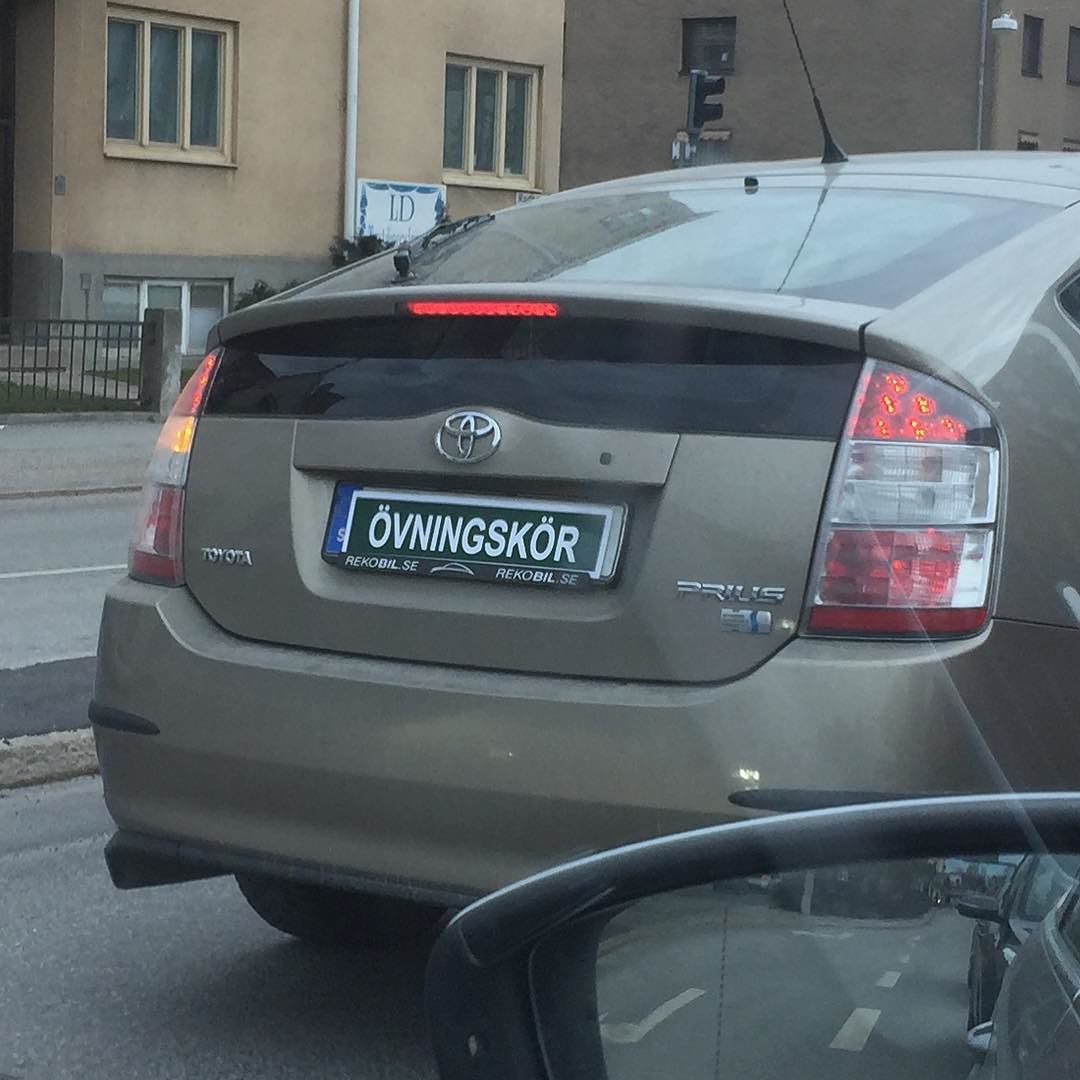 LD
S
ÖVNINGSKÖR
REKOBIL.SE REKOBIL.SE
TOYOTA
PRIUS